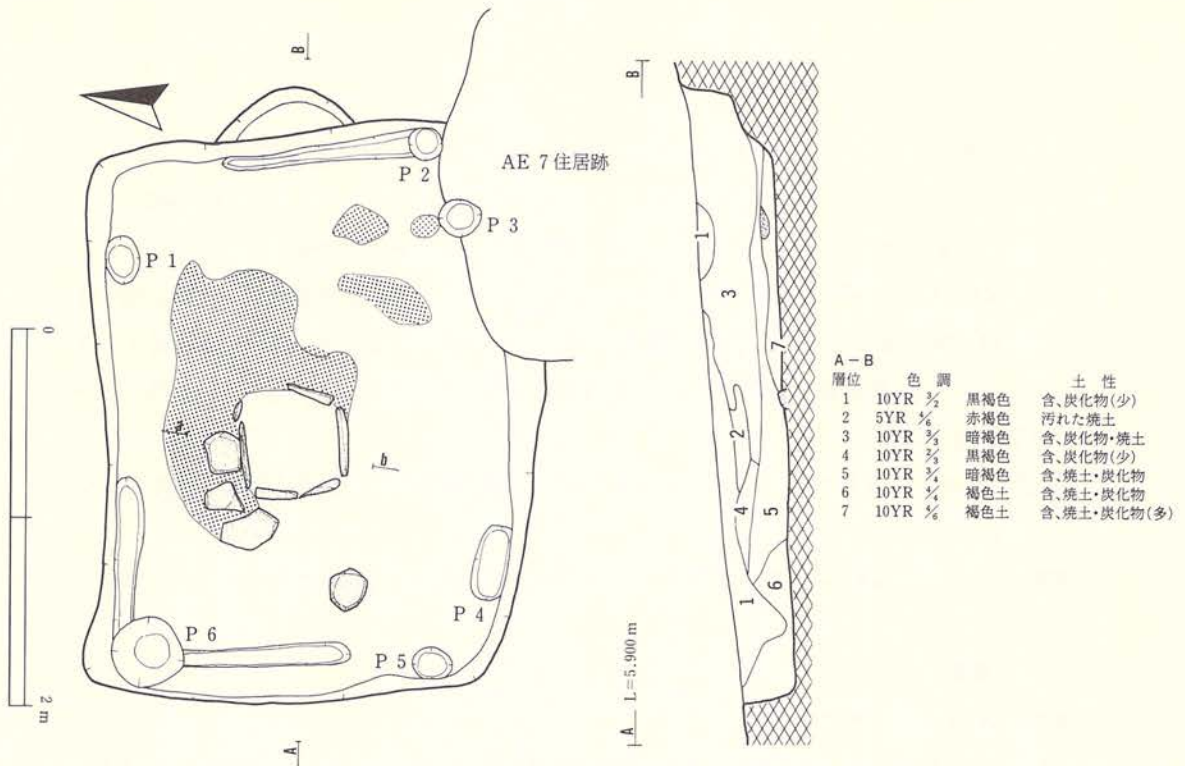 B
AE 7住居跡
P 2
P 3
P 1
0
a
b
P 4
P 6
P 5
2 m
A
B
1
3
7
2
4
5
6
1
A L=5.900 m
A－B
層位 色調 土性
1 10YR 3/2 黒褐色 含、炭化物(少)
2 5YR 4/6 赤褐色 汚れた焼土
3 10YR 3/3 暗褐色 含、炭化物・焼土
4 10YR 2/3 黒褐色 含、炭化物(少)
5 10YR 3/4 暗褐色 含、焼土・炭化物
6 10YR 4/4 褐色土 含、焼土・炭化物
7 10YR 4/6 褐色土 含、焼土・炭化物(多)